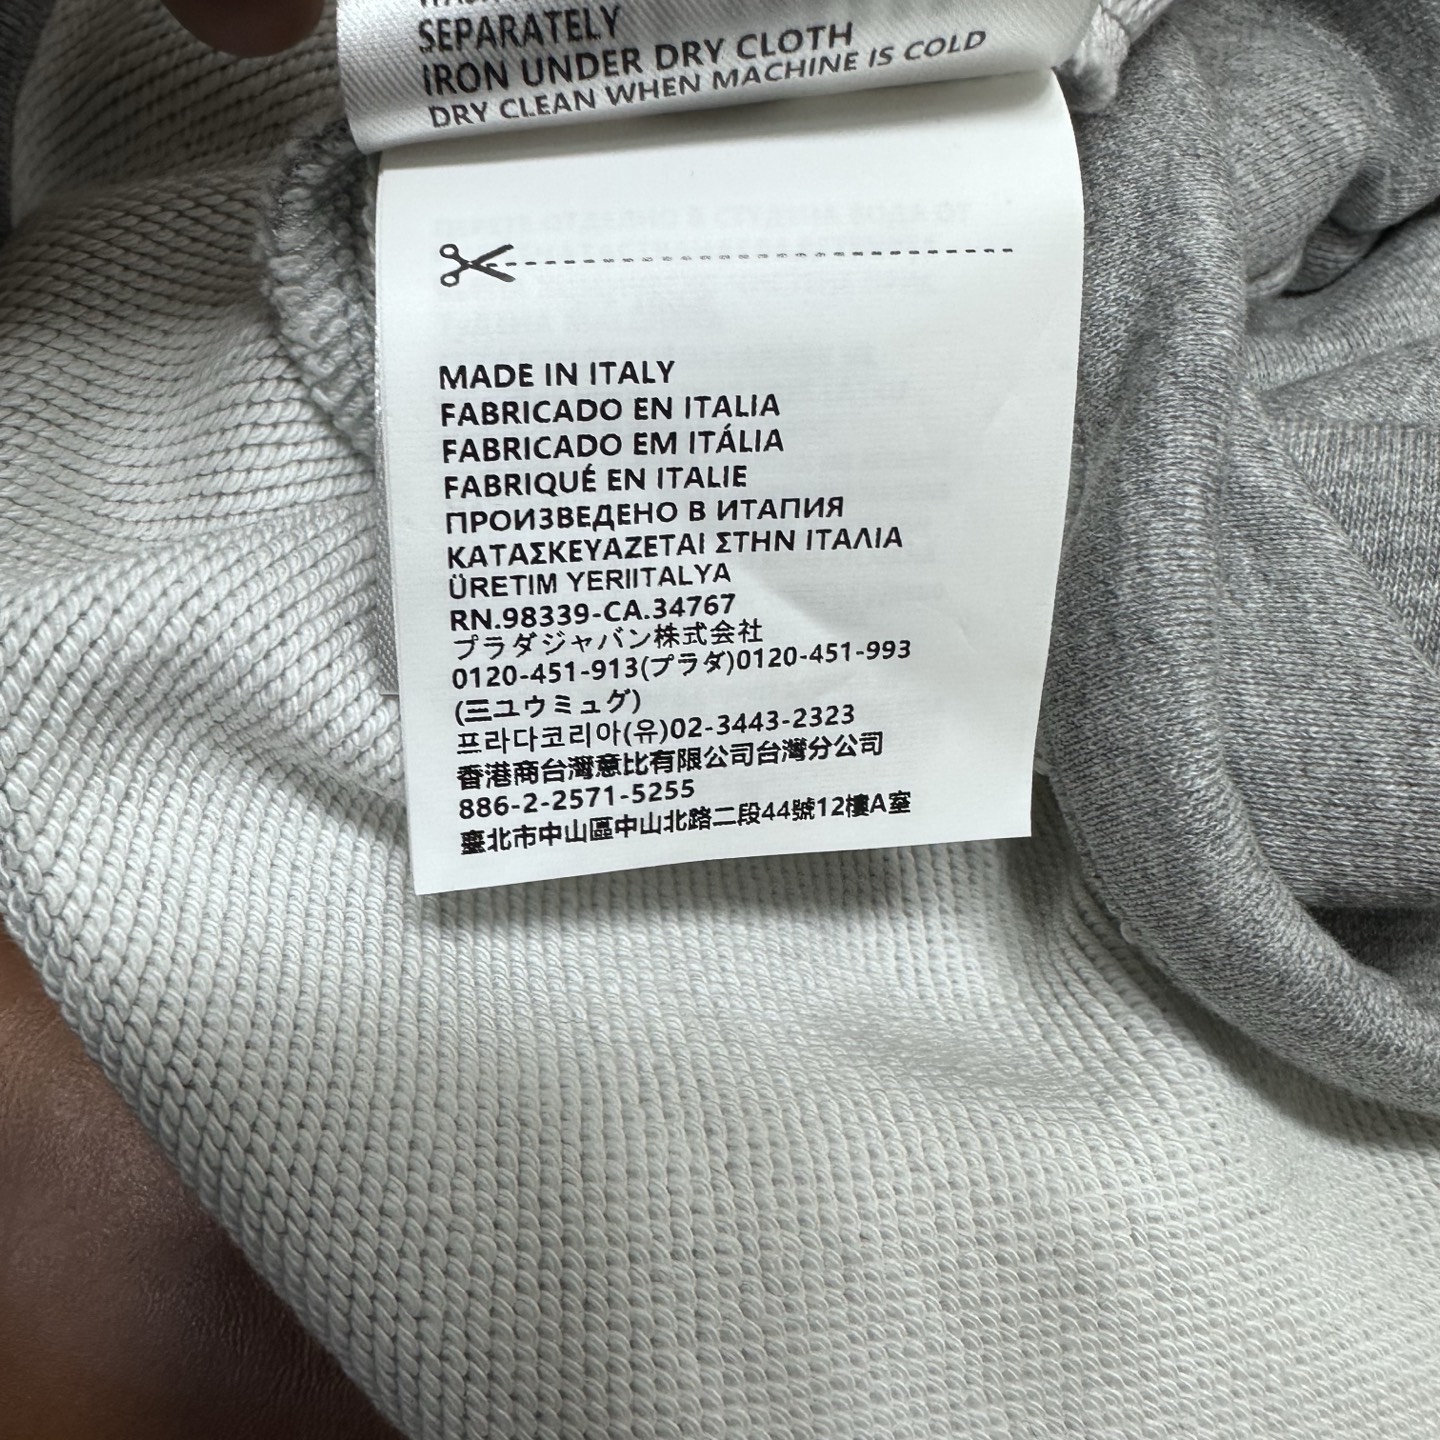 SEPARATELY
IRON UNDER DRY CLOTH
DRY CLEAN WHEN MACHINE IS COLD
MADE IN ITALY
FABRICADO EN ITALIA
FABRICADO EM ITÁLIA
FABRIQUÉ EN ITALIE
ПРОИЗВЕДЕНО В ИТАПИЯ
ΚΑΤΑΣΚΕΥΑΖΕΤΑΙ ΣΤΗΝ ΙΤΑΛΙΑ
ÜRETIM YERIITALYA
RN.98339-CA.34767
プラダジャバン株式会社
0120-451-913(プラダ)0120-451-993
(三ユウミュグ)
프라다코리아(유)02-3443-2323
香港商台灣意比有限公司台灣分公司
886-2-2571-5255
臺北市中山區中山北路二段44號12樓A室